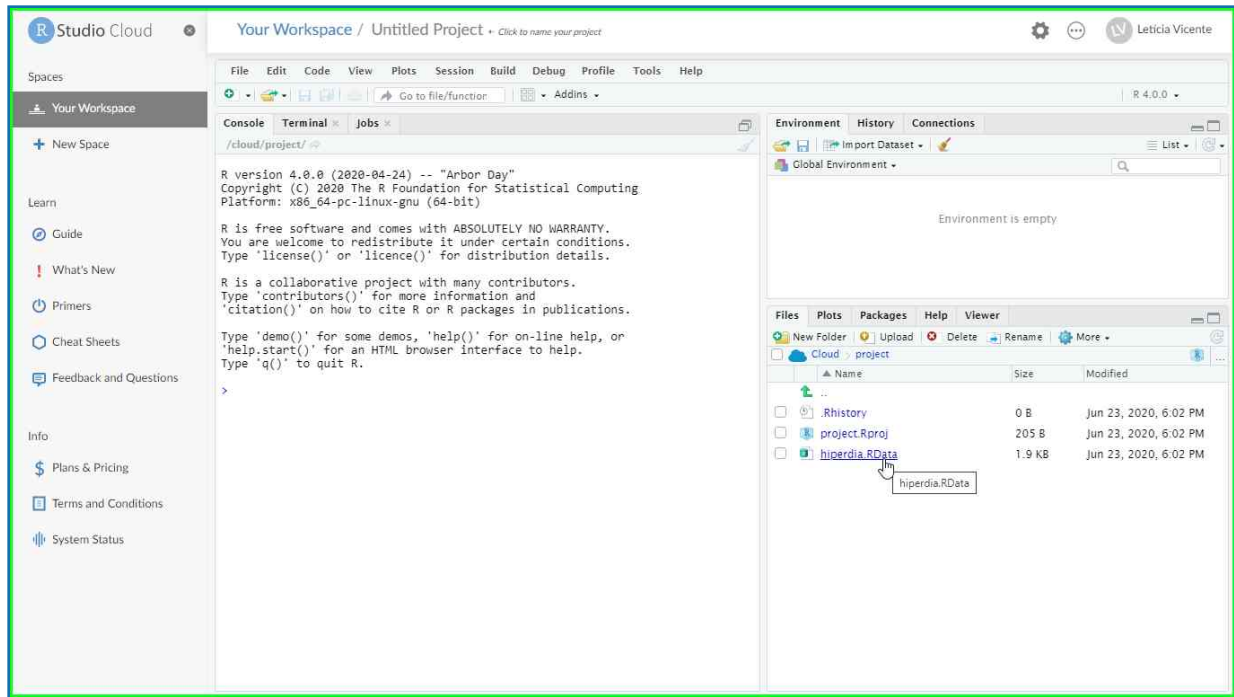 R Studio Cloud
Your Workspace / Untitled Project ← Click to name your project
LV Letícia Vicente
Spaces
Your Workspace
New Space
Learn
Guide
What's New
Primers
Cheat Sheets
Feedback and Questions
Info
Plans & Pricing
Terms and Conditions
System Status
File Edit Code View Plots Session Build Debug Profile Tools Help
Go to file/function Addins
R 4.0.0
Console Terminal Jobs
/cloud/project/
R version 4.0.0 (2020-04-24) -- "Arbor Day"
Copyright (C) 2020 The R Foundation for Statistical Computing
Platform: x86_64-pc-linux-gnu (64-bit)
R is free software and comes with ABSOLUTELY NO WARRANTY.
You are welcome to redistribute it under certain conditions.
Type 'license()' or 'licence()' for distribution details.
R is a collaborative project with many contributors.
Type 'contributors()' for more information and
'citation()' on how to cite R or R packages in publications.
Type 'demo()' for some demos, 'help()' for on-line help, or
'help.start()' for an HTML browser interface to help.
Type 'q()' to quit R.
>
Environment History Connections
Import Dataset List
Global Environment
Environment is empty
Files Plots Packages Help Viewer
New Folder Upload Delete Rename More
Cloud project ...
Name Size Modified
..
.Rhistory 0 B Jun 23, 2020, 6:02 PM
project.Rproj 205 B Jun 23, 2020, 6:02 PM
hiperdia.RData 1.9 KB Jun 23, 2020, 6:02 PM
hiperdia.RData